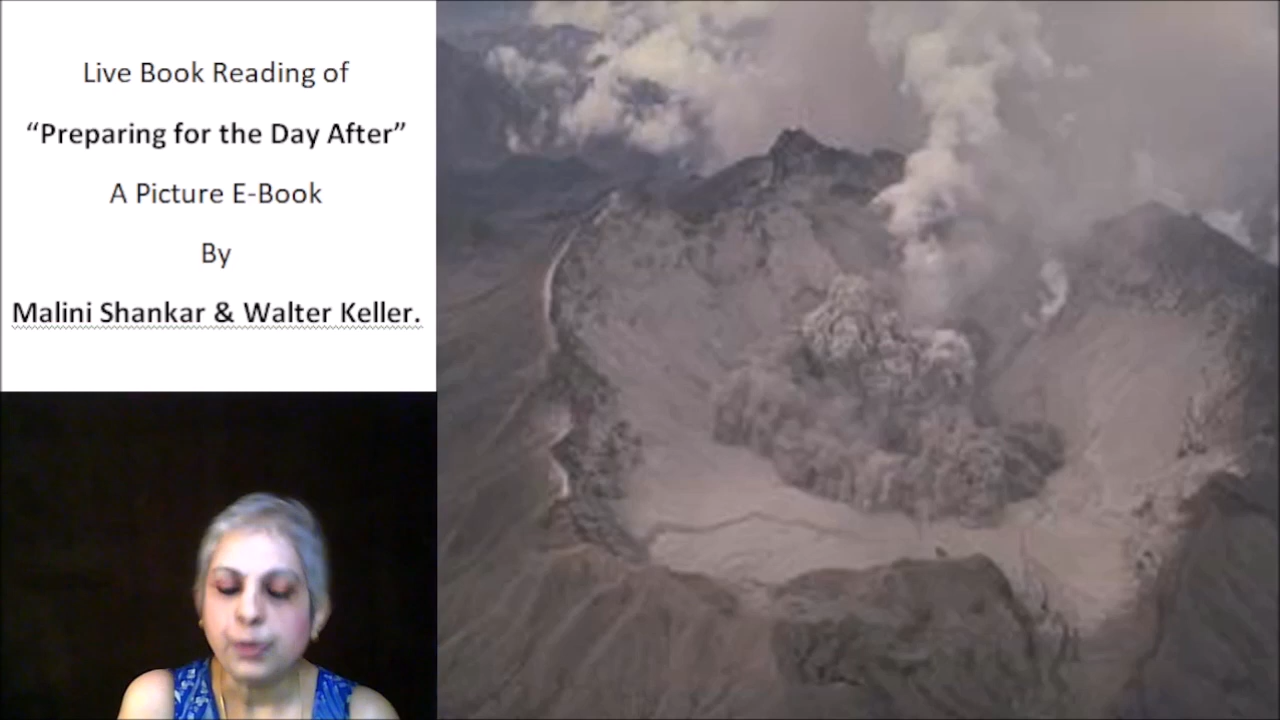 Live Book Reading of
“Preparing for the Day After”
A Picture E-Book
By
Malini Shankar & Walter Keller.